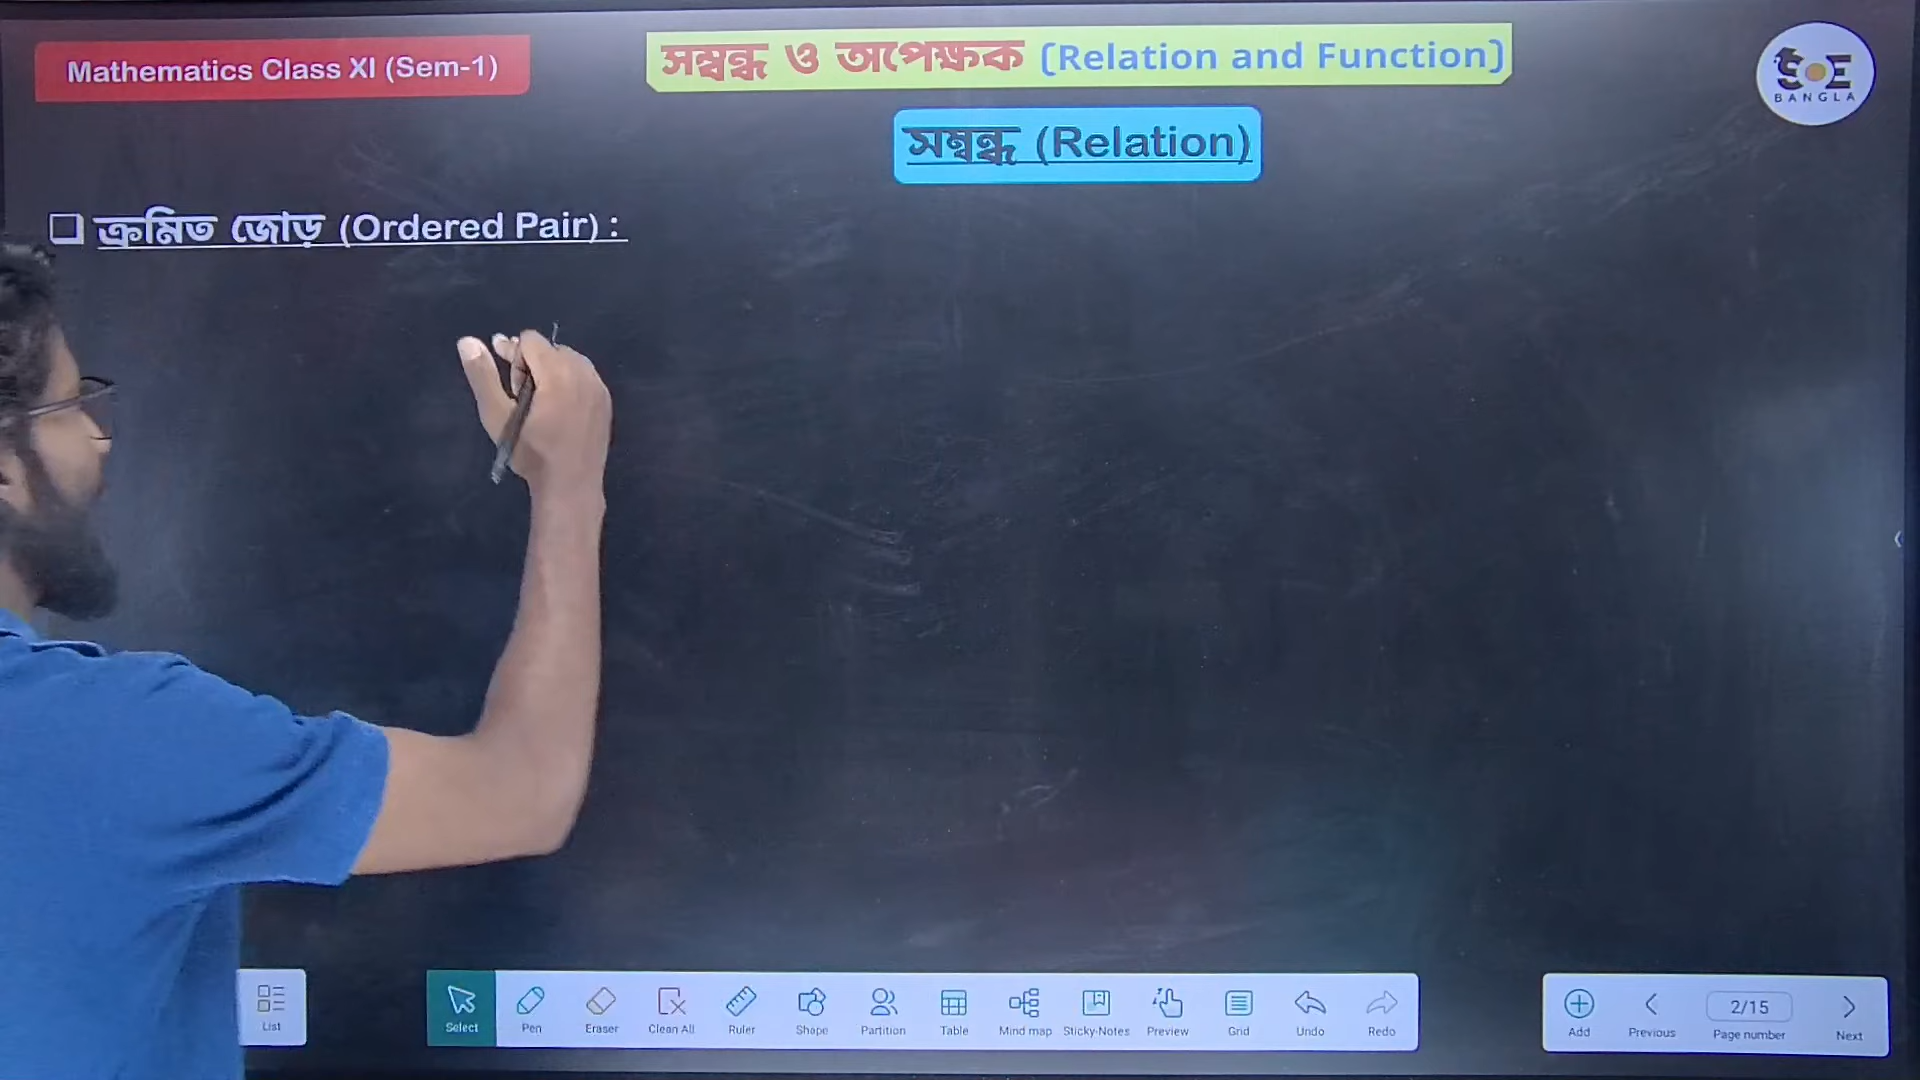 Mathematics Class XI (Sem-1)
সম্বন্ধ ও অপেক্ষক (Relation and Function)
SOE
BANGLA
সম্বন্ধ (Relation)
ক্রমিত জোড় (Ordered Pair) :
List
Select
Pen
Eraser
Clean All
Ruler
Shape
Partition
Table
Mind map
Sticky-Notes
Preview
Grid
Undo
Redo
Add
Previous
2/15
Page number
Next